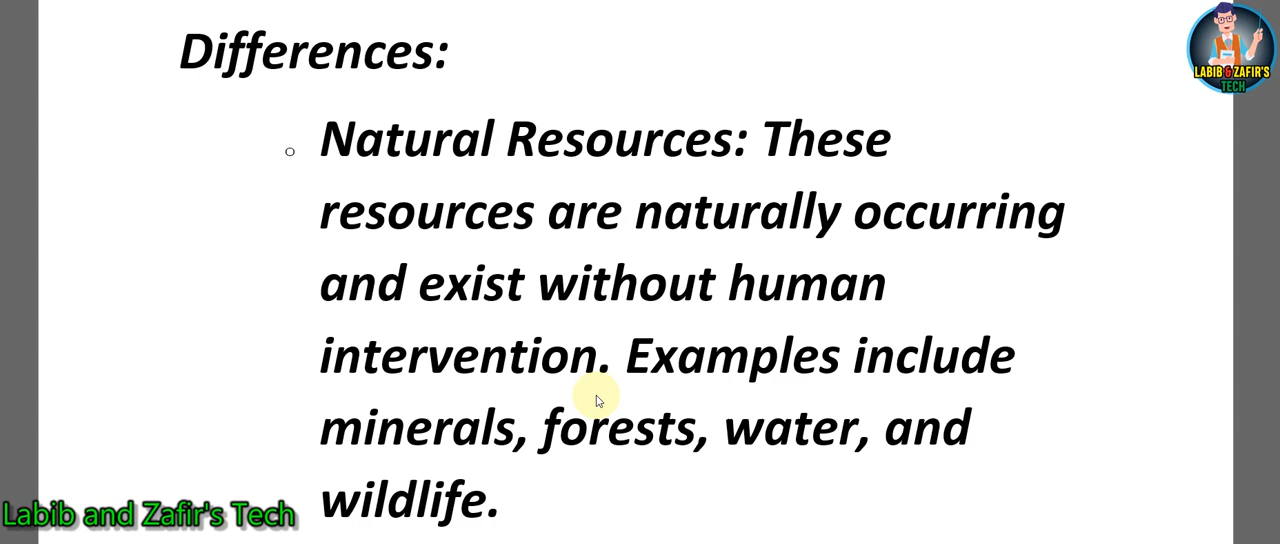 Differences:
LABIB & ZAFIR'S
TECH
○ Natural Resources: These
resources are naturally occurring
and exist without human
intervention. Examples include
minerals, forests, water, and
wildlife.
Labib and Zafir's Tech